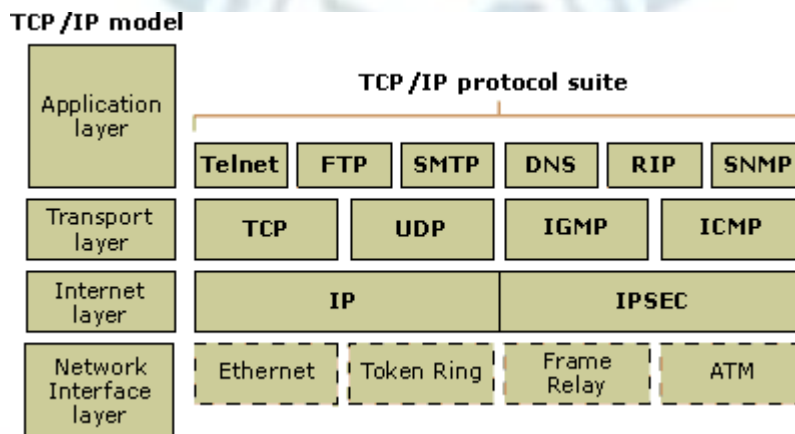 TCP/IP model
Application
layer
TCP/IP protocol suite
Telnet FTP SMTP DNS RIP SNMP
Transport
layer
TCP UDP IGMP ICMP
Internet
layer
IP IPSEC
Network
Interface
layer
Ethernet Token Ring Frame
Relay ATM